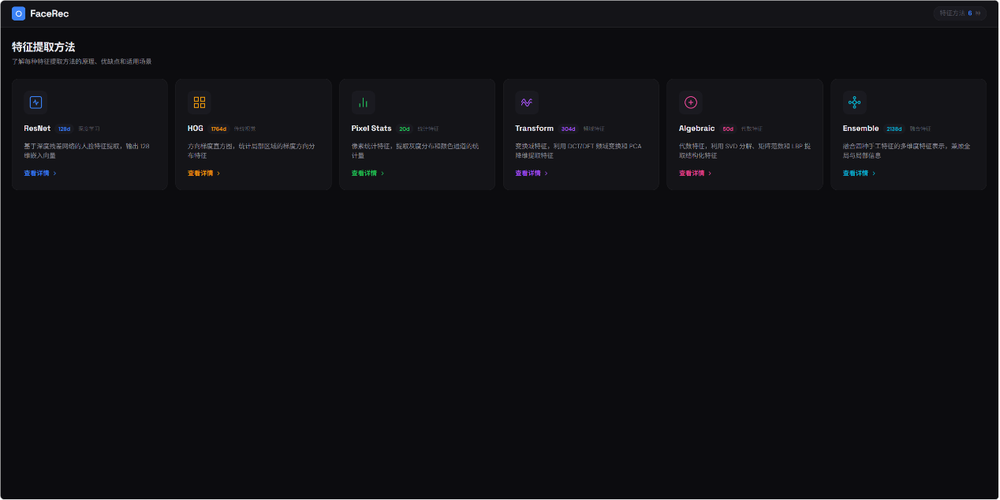 FaceRec
特征方法 6 种
特征提取方法
了解每种特征提取方法的原理、优缺点和适用场景
ResNet 128d 深度学习
基于深度残差网络的人脸特征提取，输出 128
维嵌入向量
查看详情 ›
HOG 1764d 传统视觉
方向梯度直方图，统计局部区域的梯度方向分
布特征
查看详情 ›
Pixel Stats 20d 统计特征
像素统计特征，提取灰度分布和颜色通道的统
计量
查看详情 ›
Transform 304d 频域特征
变换域特征，利用 DCT/DFT 频域变换和 PCA
降维提取特征
查看详情 ›
Algebraic 50d 代数特征
代数特征，利用 SVD 分解、矩阵范数和 LBP 提
取结构化特征
查看详情 ›
Ensemble 2138d 融合特征
融合四种手工特征的多维度特征表示，兼顾全
局与局部信息
查看详情 ›